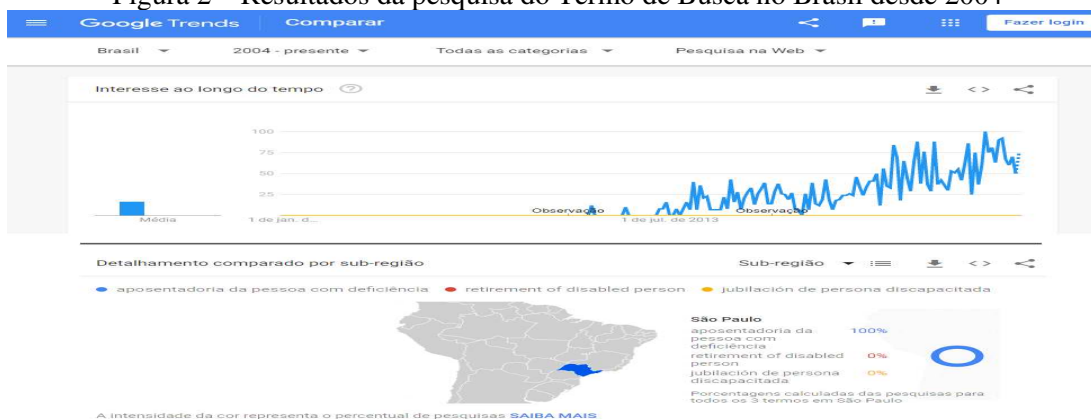 Figura 2 – Resultados da pesquisa do Termo de Busca no Brasil desde 2004
Google Trends Comparar Fazer login
Brasil 2004 - presente Todas as categorias Pesquisa na Web
Interesse ao longo do tempo
100
75
50
25
Observação Observação
Média 1 de jan. d... 1 de jul. de 2013
Detalhamento comparado por sub-região Sub-região
aposentadoria da pessoa com deficiência retirement of disabled person jubilación de persona discapacitada
São Paulo
aposentadoria da 100%
pessoa com
deficiência
retirement of disabled 0%
person
jubilación de persona 0%
discapacitada
Porcentagens calculadas das pesquisas para
todos os 3 termos em São Paulo
A intensidade da cor representa o percentual de pesquisas SAIBA MAIS